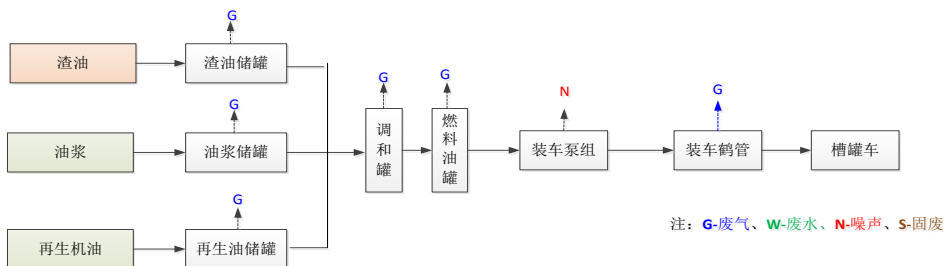 G
渣油
渣油储罐
G
G
G
N
G
油浆
油浆储罐
调和罐
燃料油罐
装车泵组
装车鹤管
槽罐车
G
再生机油
再生油储罐
注：G-废气、W-废水、N-噪声、S-固废